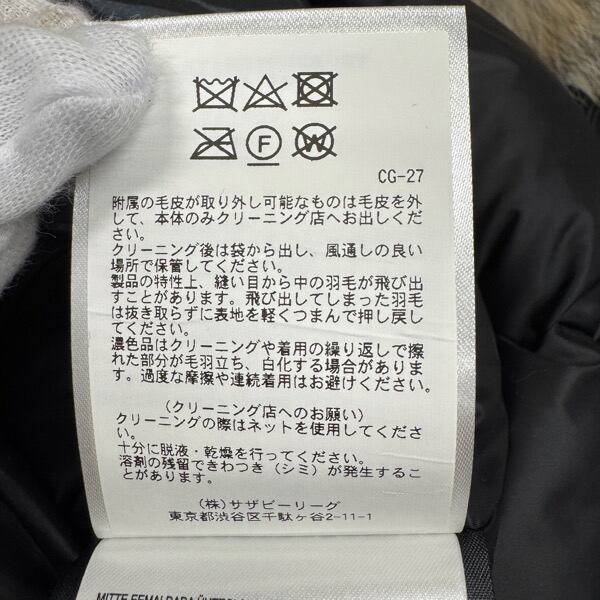 F
W
CG-27
附属の毛皮が取り外し可能なものは毛皮を外
して、本体のみクリーニング店へお出しくだ
さい。
クリーニング後は袋から出し、風通しの良い
場所で保管してください。
製品の特性上、縫い目から中の羽毛が飛び出
すことがあります。飛び出してしまった羽毛
は抜き取らずに表地を軽くつまんで押し戻し
てください。
濃色品はクリーニングや着用の繰り返しで擦
れた部分が毛羽立ち、白化する場合がありま
す。過度な摩擦や連続着用はお避けください。
(クリーニング店へのお願い)
クリーニングの際はネットを使用してくださ
い。
十分に脱液・乾燥を行ってください。
溶剤の残留できわつき(シミ)が発生するこ
とがあります。
(株)サザビーリーグ
東京都渋谷区千駄ヶ谷2-11-1
MITTE EEMALDADA